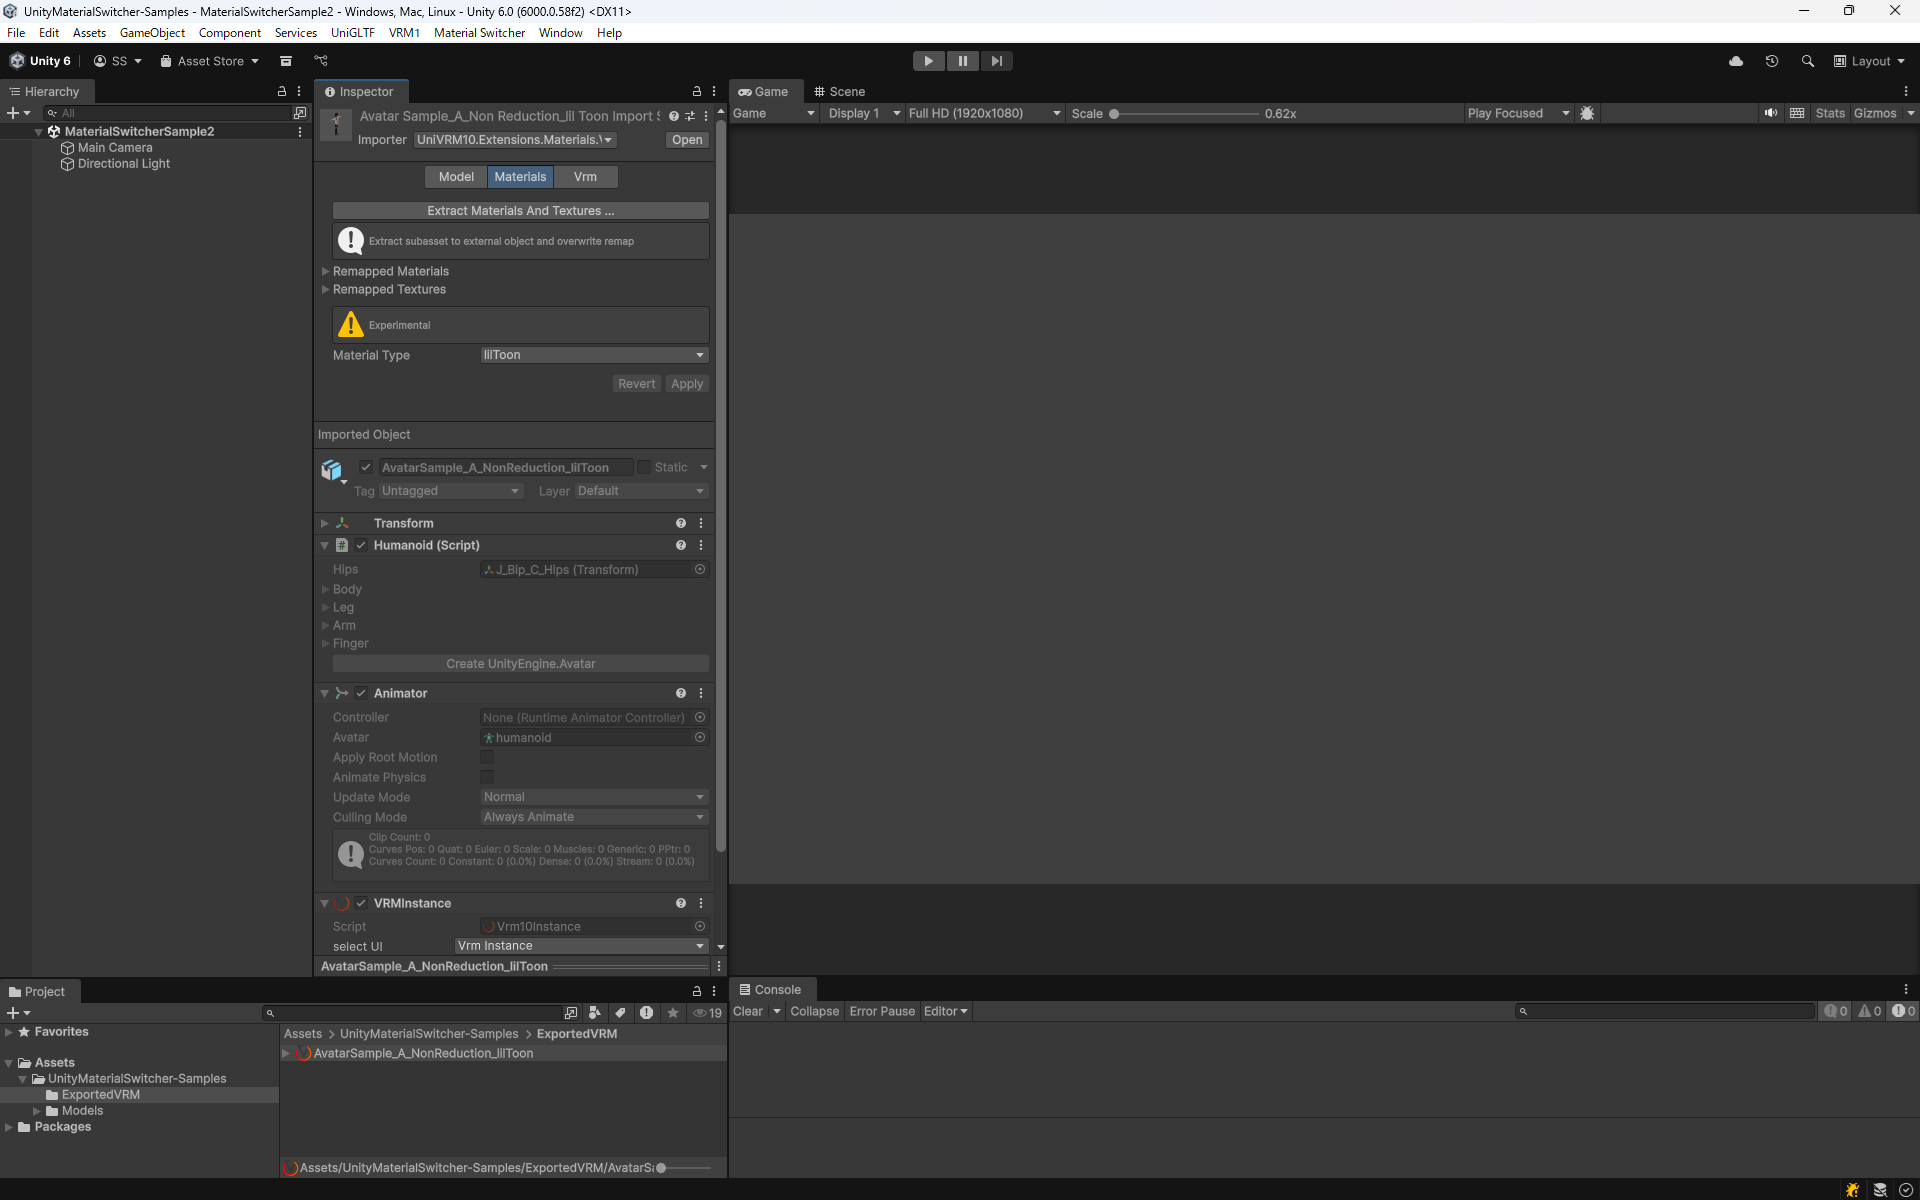 UnityMaterialSwitcher-Samples - MaterialSwitcherSample2 - Windows, Mac, Linux - Unity 6.0 (6000.0.58f2) <DX11>
File Edit Assets GameObject Component Services UniGLTF VRM1 Material Switcher Window Help
Unity 6 SS Asset Store Layout
Hierarchy
All
MaterialSwitcherSample2
Main Camera
Directional Light
Inspector
Avatar Sample_A_Non Reduction_lil Toon Import
Importer UniVRM10.Extensions.Materials. Open
Model Materials Vrm
Extract Materials And Textures ...
Extract subasset to external object and overwrite remap
Remapped Materials
Remapped Textures
Experimental
Material Type lilToon
Revert Apply
Imported Object
AvatarSample_A_NonReduction_lilToon Static
Tag Untagged Layer Default
Transform
Humanoid (Script)
Hips J_Bip_C_Hips (Transform)
Body
Leg
Arm
Finger
Create UnityEngine.Avatar
Animator
Controller None (Runtime Animator Controller)
Avatar humanoid
Apply Root Motion
Animate Physics
Update Mode Normal
Culling Mode Always Animate
Clip Count: 0
Curves Pos: 0 Quat: 0 Euler: 0 Scale: 0 Muscles: 0 Generic: 0 PPtr: 0
Curves Count: 0 Constant: 0 (0.0%) Dense: 0 (0.0%) Stream: 0 (0.0%)
VRMInstance
Script Vrm10Instance
select UI Vrm Instance
AvatarSample_A_NonReduction_lilToon
Game Scene
Game Display 1 Full HD (1920x1080) Scale 0.62x Play Focused Stats Gizmos
Project
19
Favorites
Assets
UnityMaterialSwitcher-Samples
ExportedVRM
Models
Packages
Assets > UnityMaterialSwitcher-Samples > ExportedVRM
AvatarSample_A_NonReduction_lilToon
Assets/UnityMaterialSwitcher-Samples/ExportedVRM/AvatarSa
Console
Clear Collapse Error Pause Editor 0 0 0